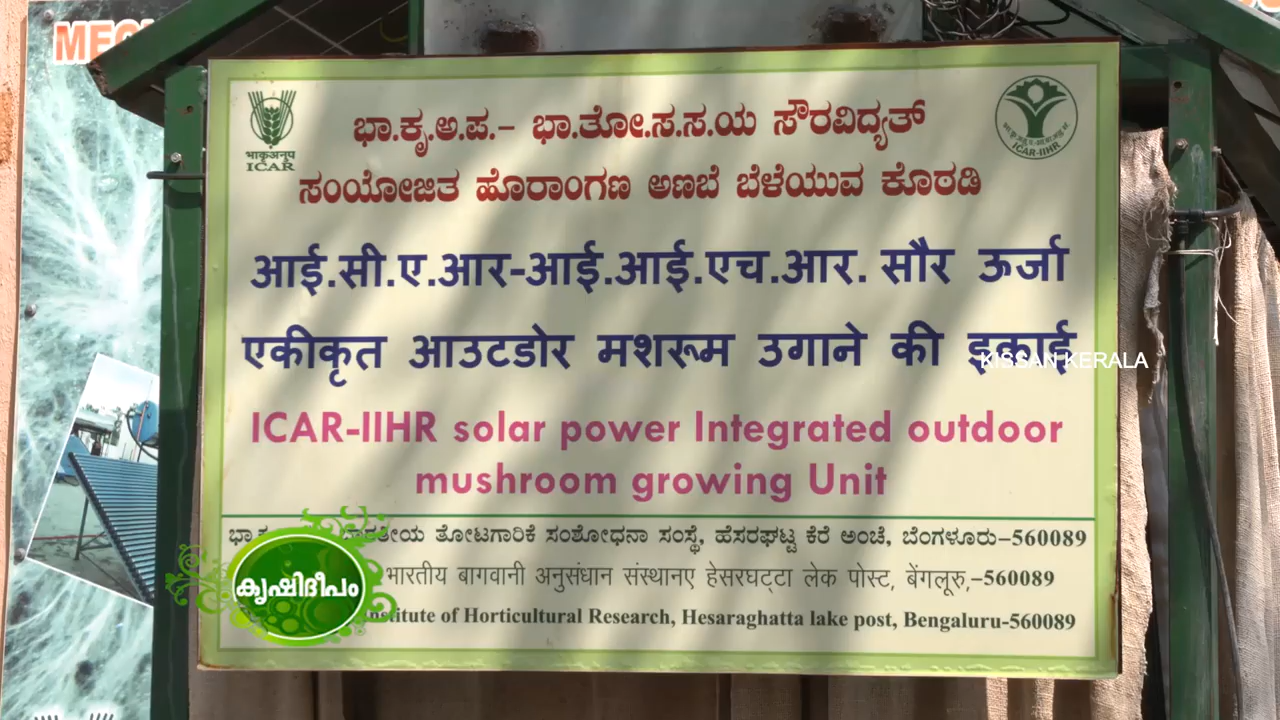 ಭಾ.ಕೃ.ಅ.ಪ.– ಭಾ.ತೋ.ಸ.ಸ.ಯ ಸೌರವಿದ್ಯತ್
ಸಂಯೋಜಿತ ಹೊರಾಂಗಣ ಅಣಬೆ ಬೆಳೆಯುವ ಕೊಠಡಿ
भाकृअनुप
ICAR
ICAR-IIHR
आई.सी.ए.आर-आई.आई.एच.आर. सौर ऊर्जा
एकीकृत आउटडोर मशरूम उगाने की इकाई
KISSAN KERALA
ICAR-IIHR solar power Integrated outdoor
mushroom growing Unit
ತೋಟಗಾರಿಕೆ ಸಂಶೋಧನಾ ಸಂಸ್ಥೆ, ಹೆಸರಘಟ್ಟ ಕೆರೆ ಅಂಚೆ, ಬೆಂಗಳೂರು–560089
भारतीय बागवानी अनुसंधान संस्थानए हेसरघट्टा लेक पोस्ट, बेंगलूरु,–560089
of Horticultural Research, Hesaraghatta lake post, Bengaluru-560089
കൃഷിദീപം